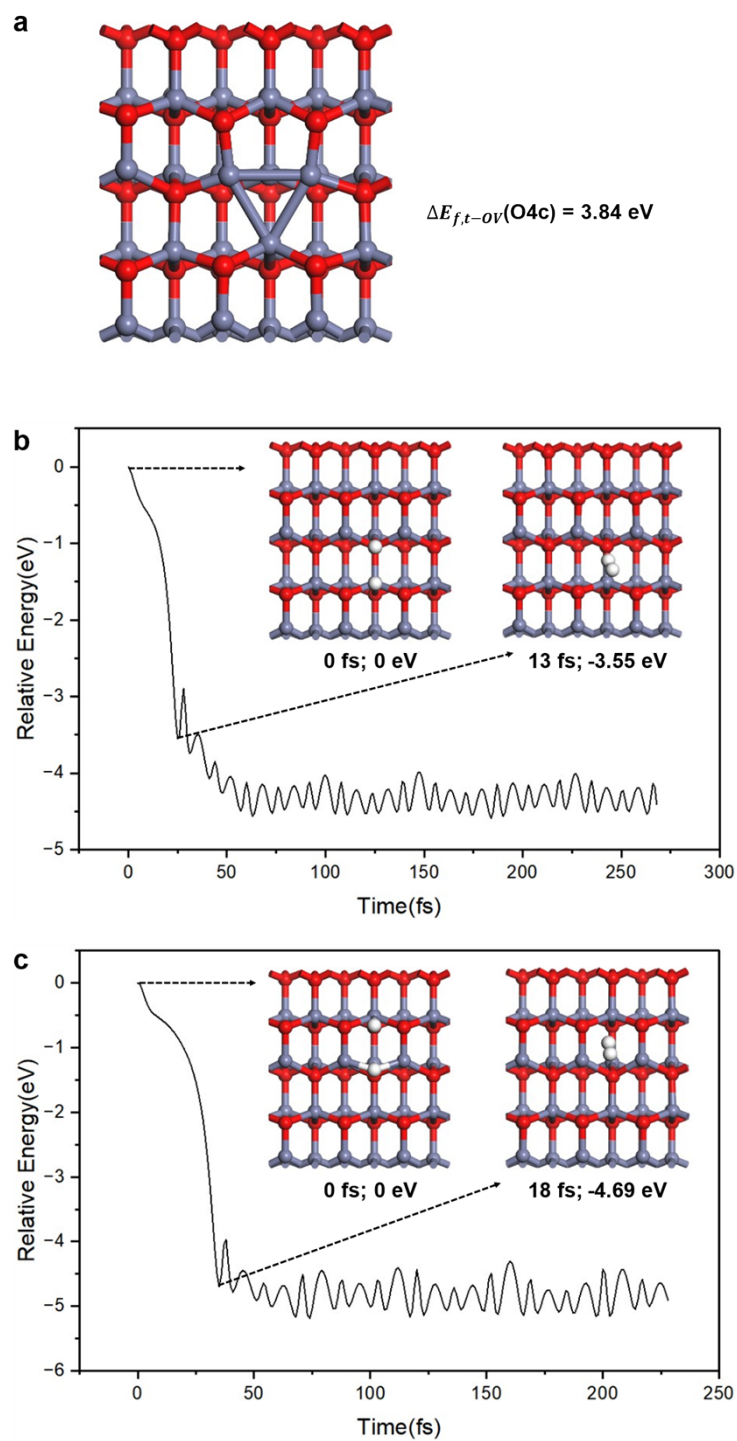 a
ΔE_{f,t−OV}(O4c) = 3.84 eV
b
Relative Energy(eV)
0
−1
−2
−3
−4
−5
0 fs; 0 eV
13 fs; -3.55 eV
0
50
100
150
200
250
300
Time(fs)
c
Relative Energy(eV)
0
−1
−2
−3
−4
−5
−6
0 fs; 0 eV
18 fs; -4.69 eV
0
50
100
150
200
250
Time(fs)